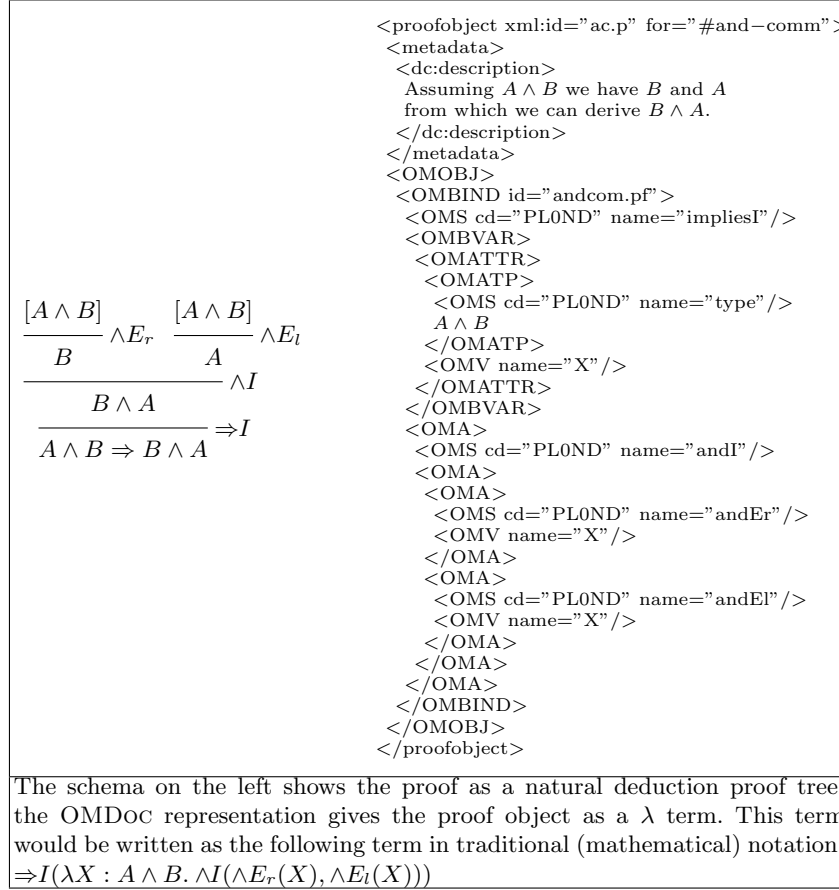 [A ∧ B]
B
∧E_r
[A ∧ B]
A
∧E_l
∧I
B ∧ A
⇒I
A ∧ B ⇒ B ∧ A
<proofobject xml:id="ac.p" for="#and−comm">
<metadata>
<dc:description>
Assuming A ∧ B we have B and A
from which we can derive B ∧ A.
</dc:description>
</metadata>
<OMOBJ>
<OMBIND id="andcom.pf">
<OMS cd="PL0ND" name="impliesI"/>
<OMBVAR>
<OMATTR>
<OMATP>
<OMS cd="PL0ND" name="type"/>
A ∧ B
</OMATP>
<OMV name="X"/>
</OMATTR>
</OMBVAR>
<OMA>
<OMS cd="PL0ND" name="andI"/>
<OMA>
<OMA>
<OMS cd="PL0ND" name="andEr"/>
<OMV name="X"/>
</OMA>
<OMA>
<OMS cd="PL0ND" name="andEl"/>
<OMV name="X"/>
</OMA>
</OMA>
</OMA>
</OMBIND>
</OMOBJ>
</proofobject>
The schema on the left shows the proof as a natural deduction proof tree
the OMDoc representation gives the proof object as a λ term. This term
would be written as the following term in traditional (mathematical) notation
⇒I(λX : A ∧ B. ∧I(∧E_r(X), ∧E_l(X)))